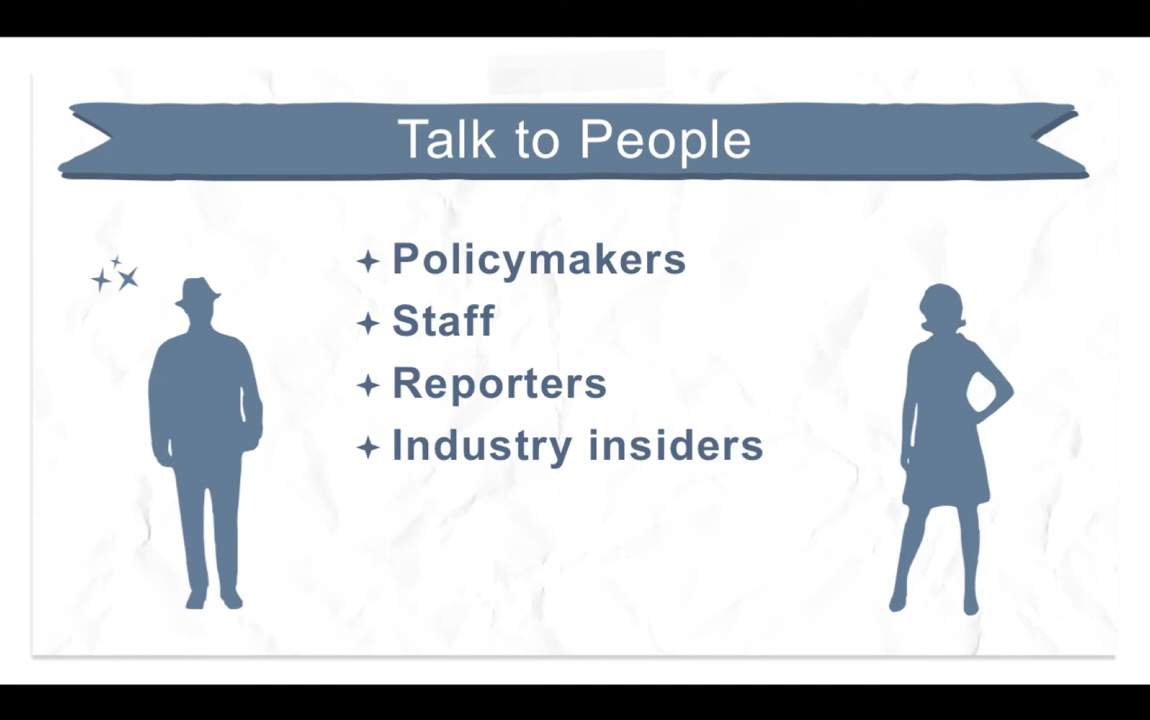 Talk to People
Policymakers
Staff
Reporters
Industry insiders